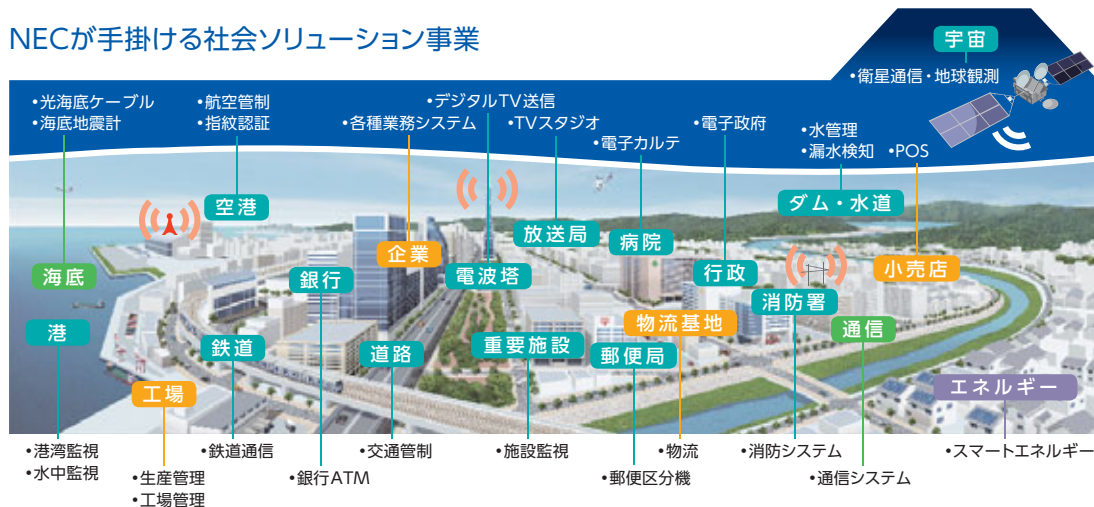 NECが手掛ける社会ソリューション事業
宇宙
•衛星通信・地球観測
•光海底ケーブル
•海底地震計
•航空管制
•指紋認証
•デジタルTV送信
•各種業務システム
•TVスタジオ
•電子カルテ
•電子政府
•水管理
•漏水検知
•POS
空港
海底
港
銀行
企業
電波塔
放送局
病院
行政
ダム・水道
消防署
小売店
鉄道
道路
重要施設
郵便局
物流基地
通信
工場
エネルギー
•港湾監視
•水中監視
•生産管理
•工場管理
•鉄道通信
•銀行ATM
•交通管制
•施設監視
•郵便区分機
•物流
•消防システム
•通信システム
•スマートエネルギー